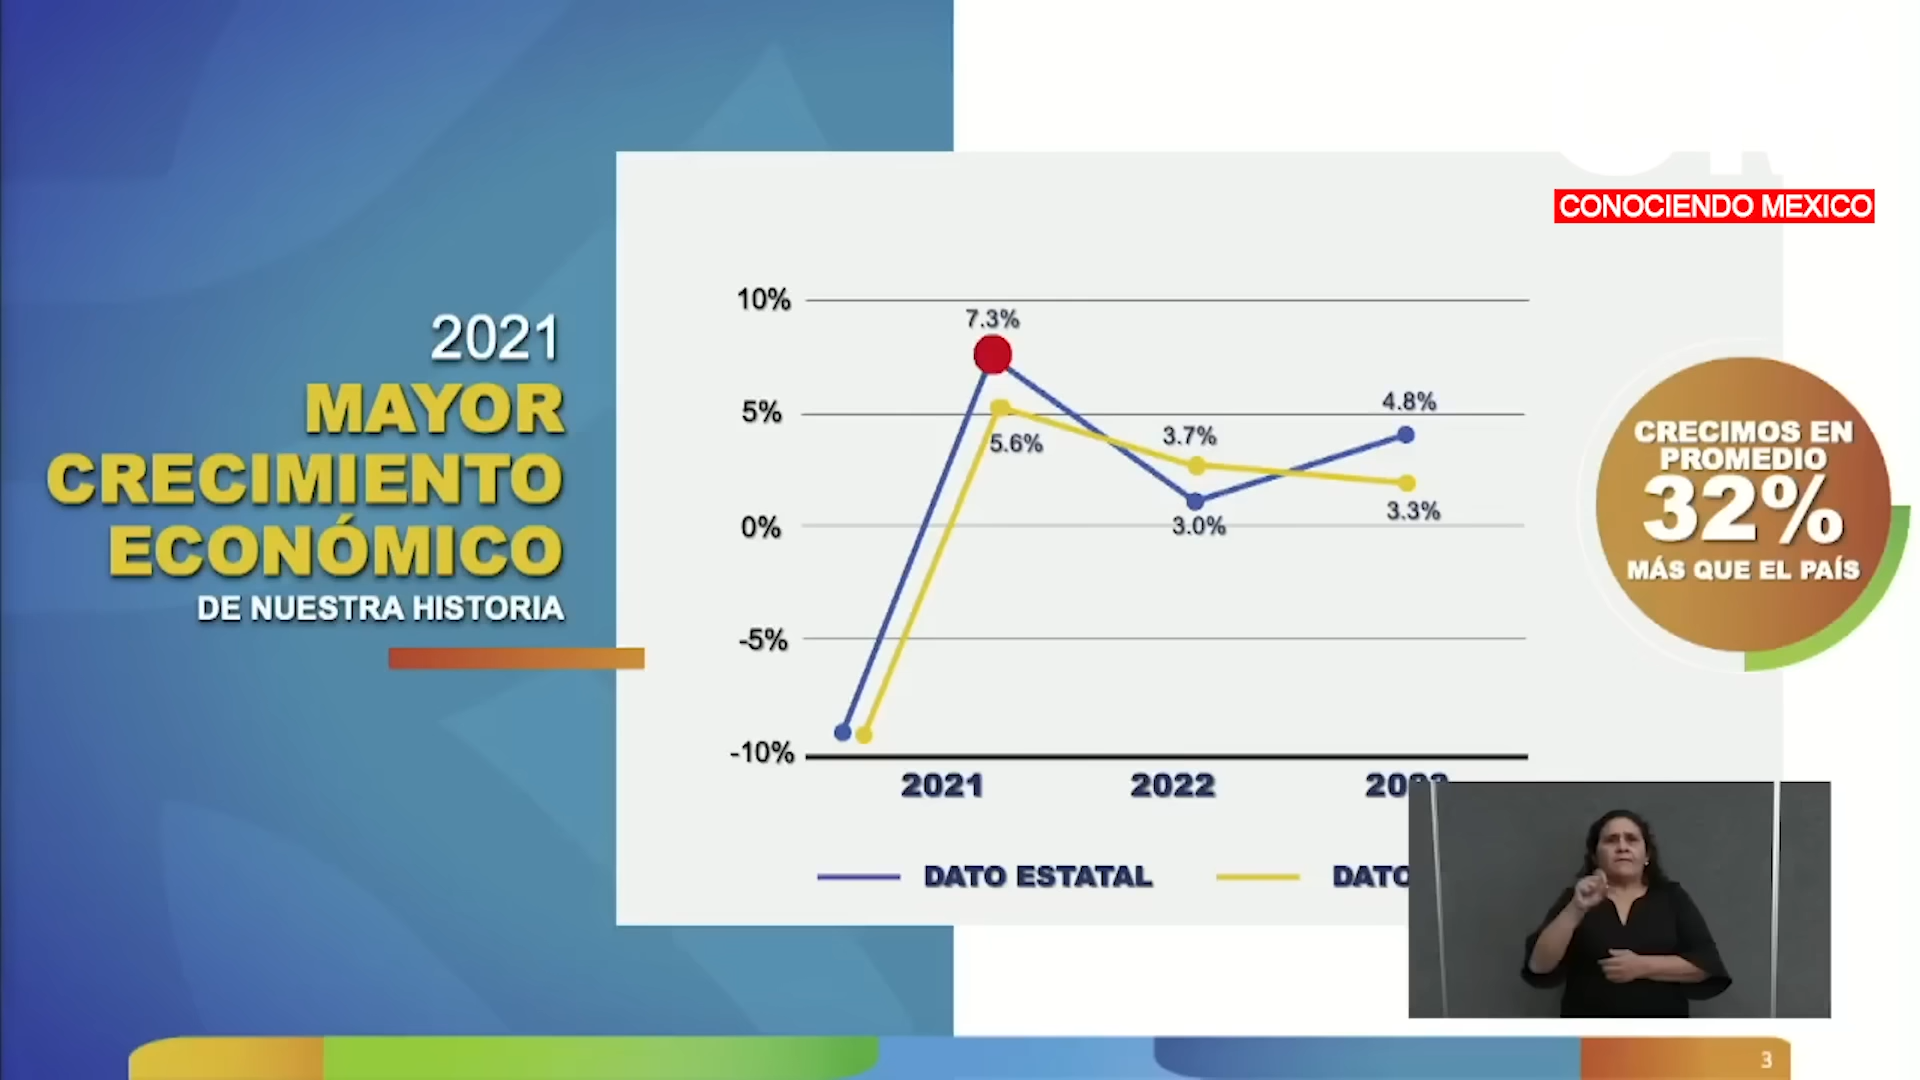 CONOCIENDO MEXICO
2021
MAYOR
CRECIMIENTO
ECONÓMICO
DE NUESTRA HISTORIA
10%
5%
0%
-5%
-10%
7.3%
5.6%
3.7%
3.0%
4.8%
3.3%
2021
2022
DATO ESTATAL
CRECIMOS EN
PROMEDIO
32%
MÁS QUE EL PAÍS
3